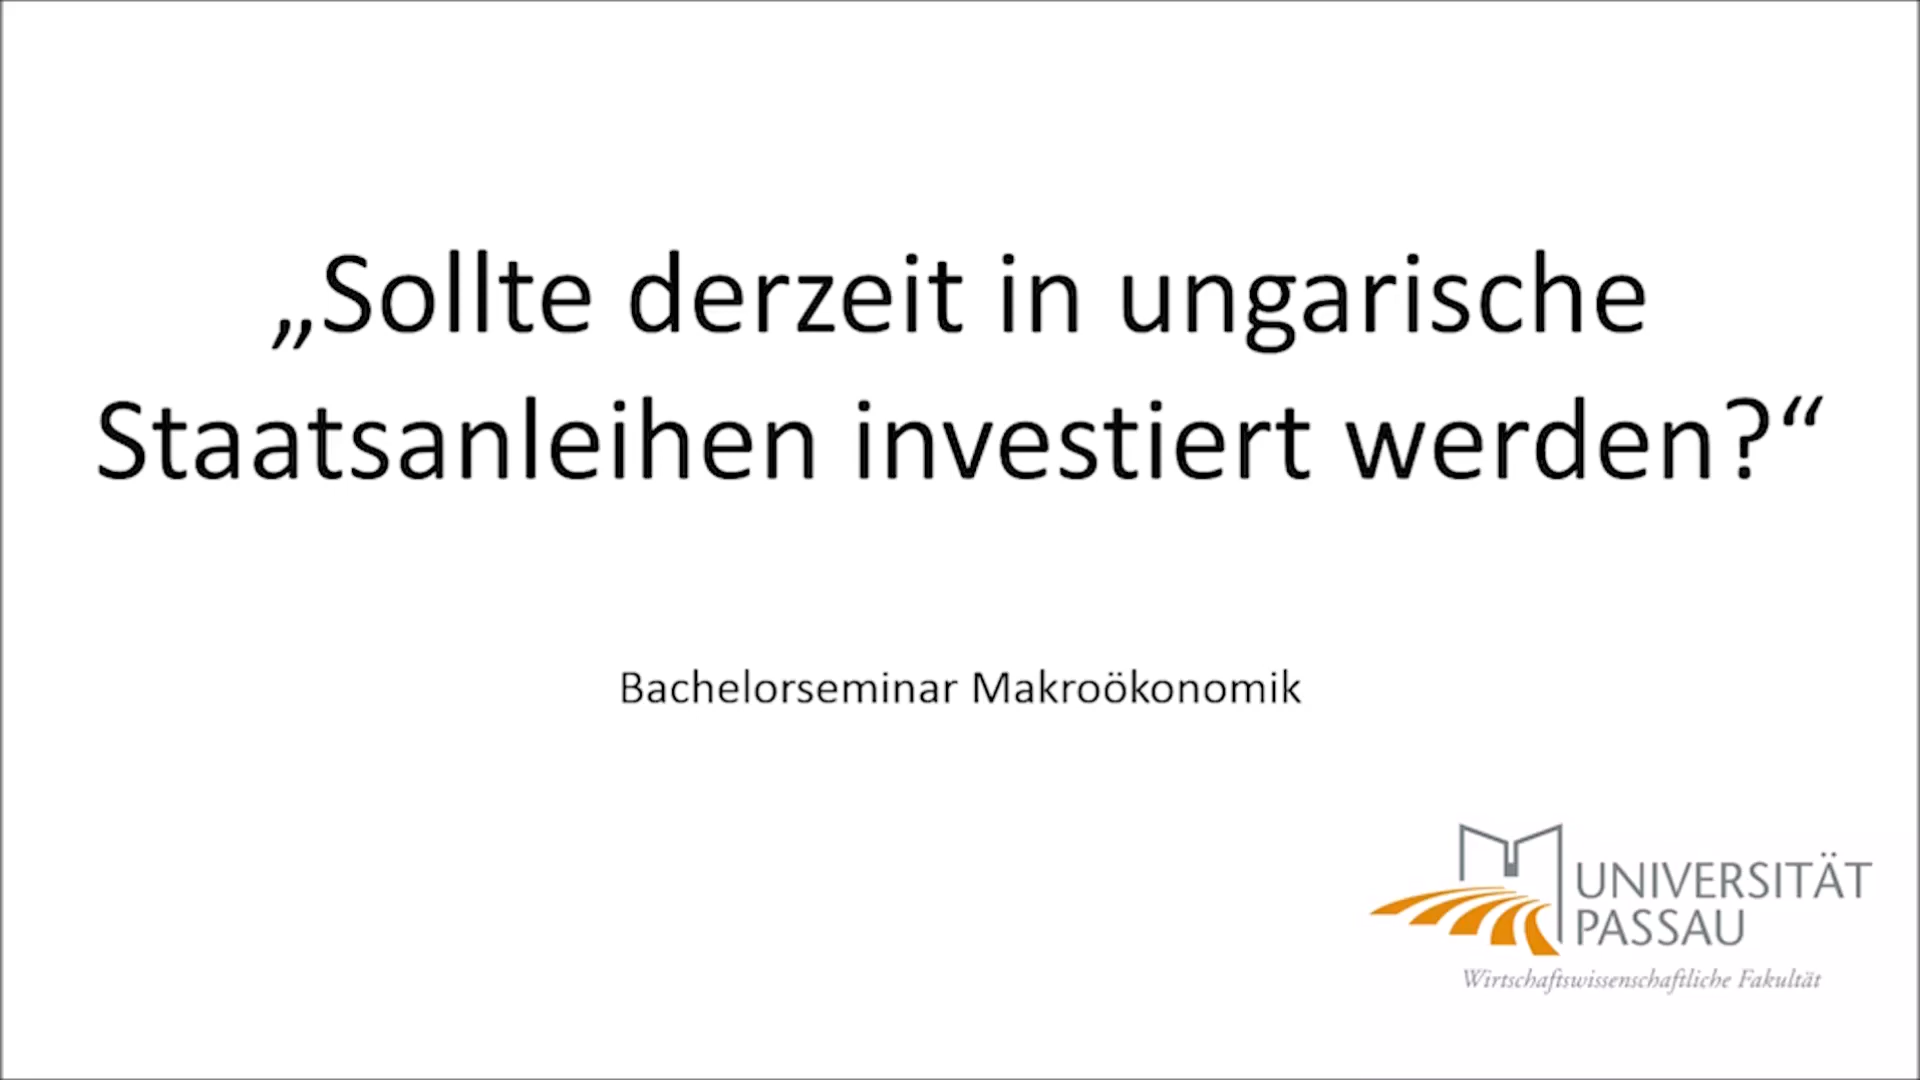 „Sollte derzeit in ungarische
Staatsanleihen investiert werden?“
Bachelorseminar Makroökonomik
UNIVERSITÄT
PASSAU
Wirtschaftswissenschaftliche Fakultät